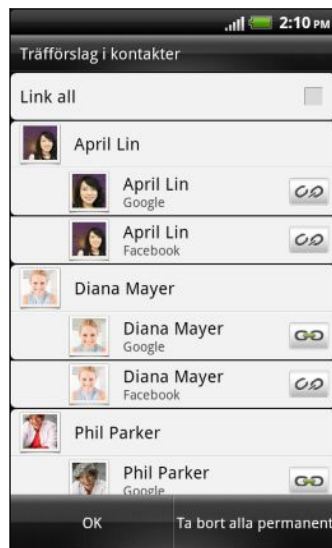 2:10 PM
Träfförslag i kontakter
Link all
April Lin
April Lin
Google
April Lin
Facebook
Diana Mayer
Diana Mayer
Google
Diana Mayer
Facebook
Phil Parker
Phil Parker
Google
OK Ta bort alla permanent